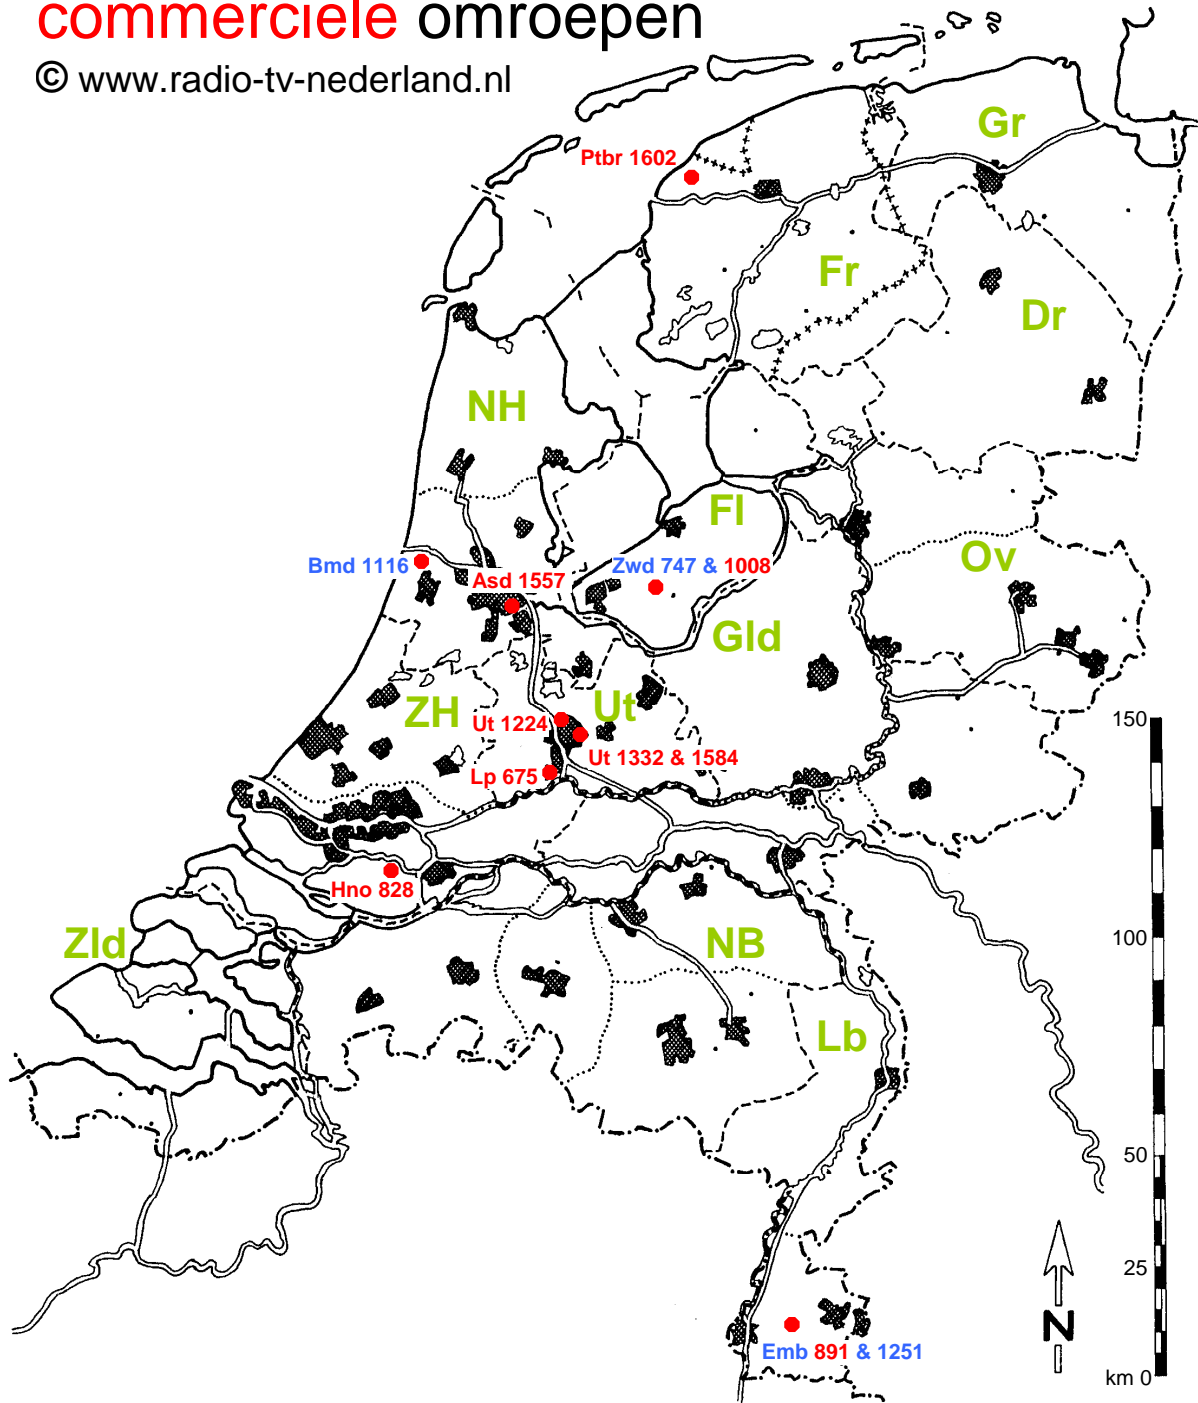 commerciële omroepen
© www.radio-tv-nederland.nl
Gr
Ptbr 1602
Fr
Dr
NH
Fl
Ov
Bmd 1116
Asd 1557
Zwd 747 & 1008
Gld
ZH
Ut
Ut 1224
150
Ut 1332 & 1584
Lp 675
Hno 828
Zld
NB
100
Lb
50
25
N
Emb 891 & 1251
km 0